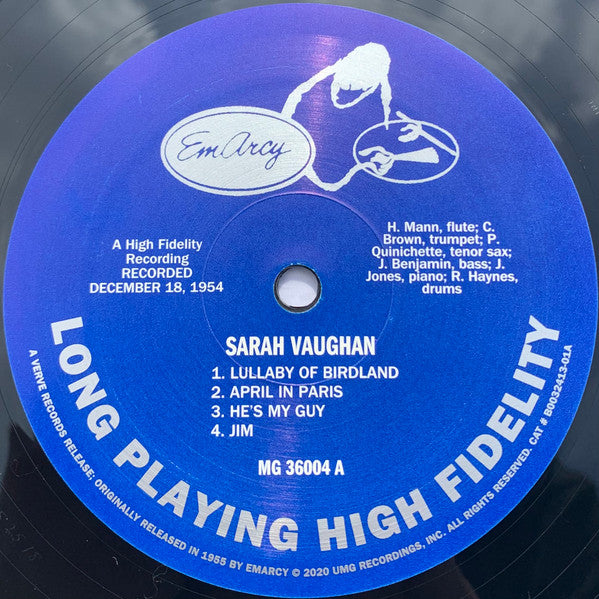 EmArcy
A High Fidelity
Recording
RECORDED
DECEMBER 18, 1954
H. Mann, flute; C.
Brown, trumpet; P.
Quinichette, tenor sax;
J. Benjamin, bass; J.
Jones, piano; R. Haynes,
drums
SARAH VAUGHAN
1. LULLABY OF BIRDLAND
2. APRIL IN PARIS
3. HE'S MY GUY
4. JIM
MG 36004 A
LONG PLAYING HIGH FIDELITY
A VERVE RECORDS RELEASE; ORIGINALLY RELEASED IN 1955 BY EMARCY © 2020 UMG RECORDINGS, INC. ALL RIGHTS RESERVED. CAT # B0032413-01A